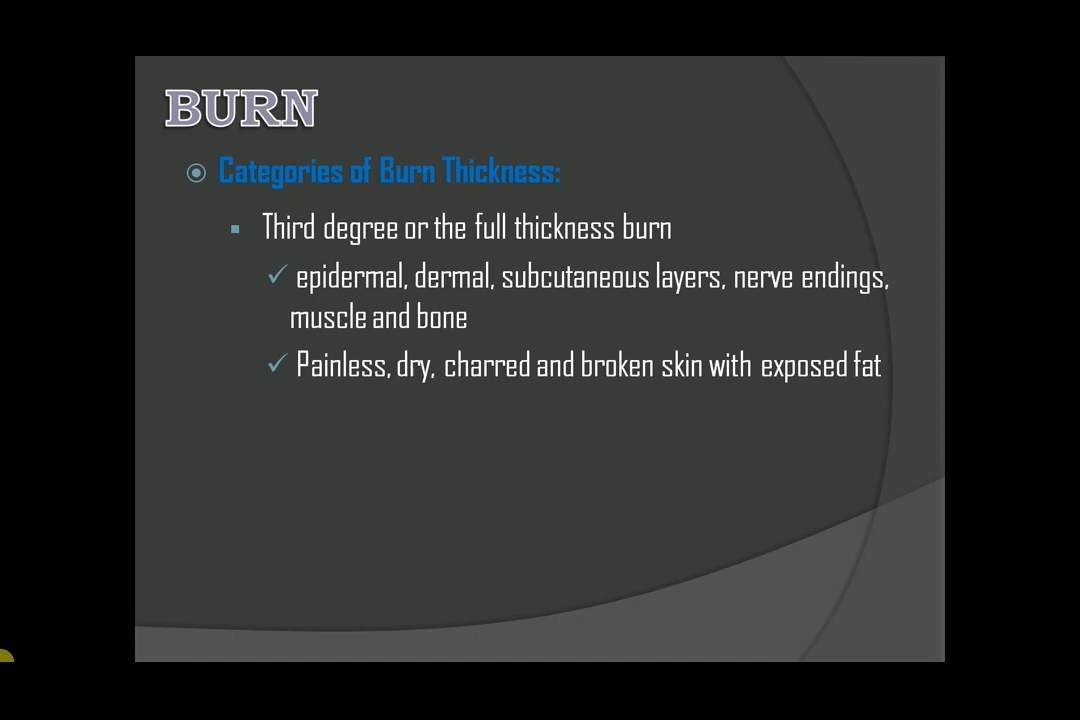 BURN
Categories of Burn Thickness:
Third degree or the full thickness burn
epidermal, dermal, subcutaneous layers, nerve endings,
muscle and bone
Painless, dry, charred and broken skin with exposed fat